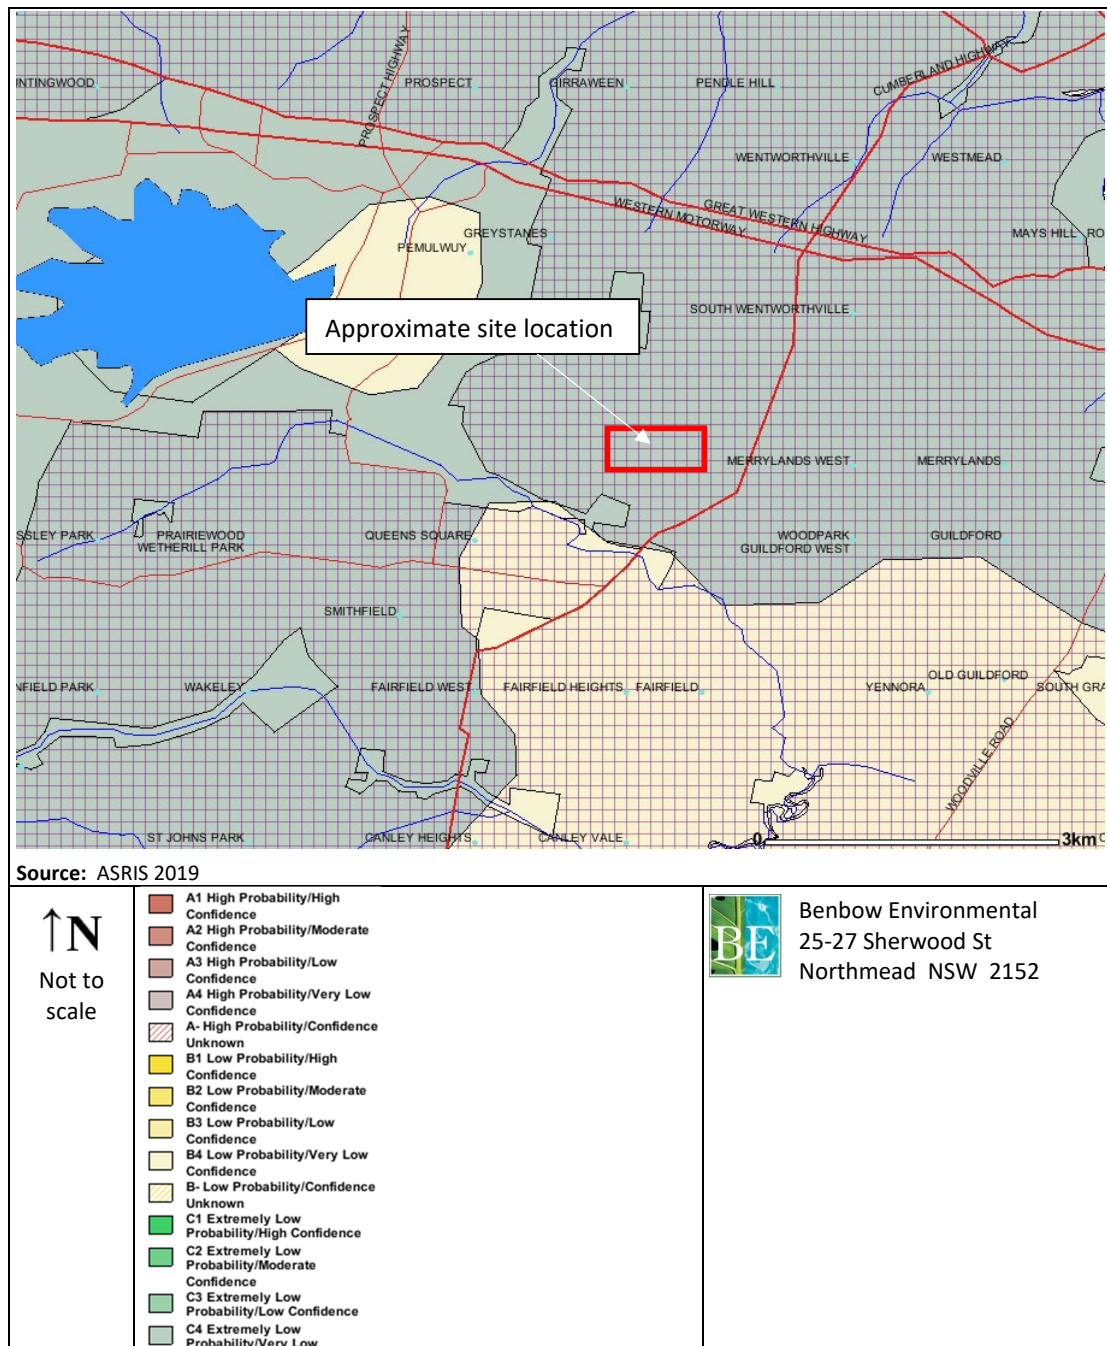 CUMBERLAND HIGHWAY
PROSPECT HIGHWAY
NTINGWOOD
PROSPECT
GIRRAWEEN
PENDLE HILL
WENTWORTHVILLE
WESTMEAD
GREAT WESTERN HIGHWAY
WESTERN MOTORWAY
GREYSTANES
PEMULWUY
MAYS HILL
RO
SOUTH WENTWORTHVILLE
Approximate site location
MERRYLANDS WEST
MERRYLANDS
SSLEY PARK
PRAIRIEWOOD
WETHERILL PARK
QUEENS SQUARE
WOODPARK
GUILDFORD WEST
GUILDFORD
SMITHFIELD
NFIELD PARK
WAKELEY
FAIRFIELD WEST
FAIRFIELD HEIGHTS
FAIRFIELD
YENNORA
OLD GUILDFORD
SOUTH GRA
WOODVILLE ROAD
ST JOHNS PARK
CANLEY HEIGHTS
CANLEY VALE
0
3km
C
Source: ASRIS 2019
↑N
Not to
scale
A1 High Probability/High
Confidence
A2 High Probability/Moderate
Confidence
A3 High Probability/Low
Confidence
A4 High Probability/Very Low
Confidence
A- High Probability/Confidence
Unknown
B1 Low Probability/High
Confidence
B2 Low Probability/Moderate
Confidence
B3 Low Probability/Low
Confidence
B4 Low Probability/Very Low
Confidence
B- Low Probability/Confidence
Unknown
C1 Extremely Low
Probability/High Confidence
C2 Extremely Low
Probability/Moderate
Confidence
C3 Extremely Low
Probability/Low Confidence
C4 Extremely Low
Probability/Very Low
BE
Benbow Environmental
25-27 Sherwood St
Northmead NSW 2152